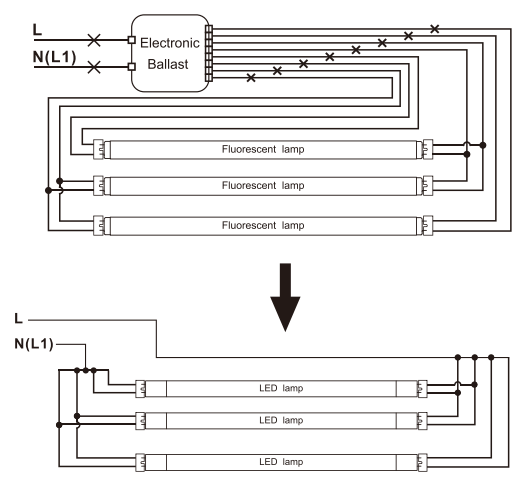 L
N(L1)
Electronic
Ballast
Fluorescent lamp
Fluorescent lamp
Fluorescent lamp
L
N(L1)
LED lamp
LED lamp
LED lamp